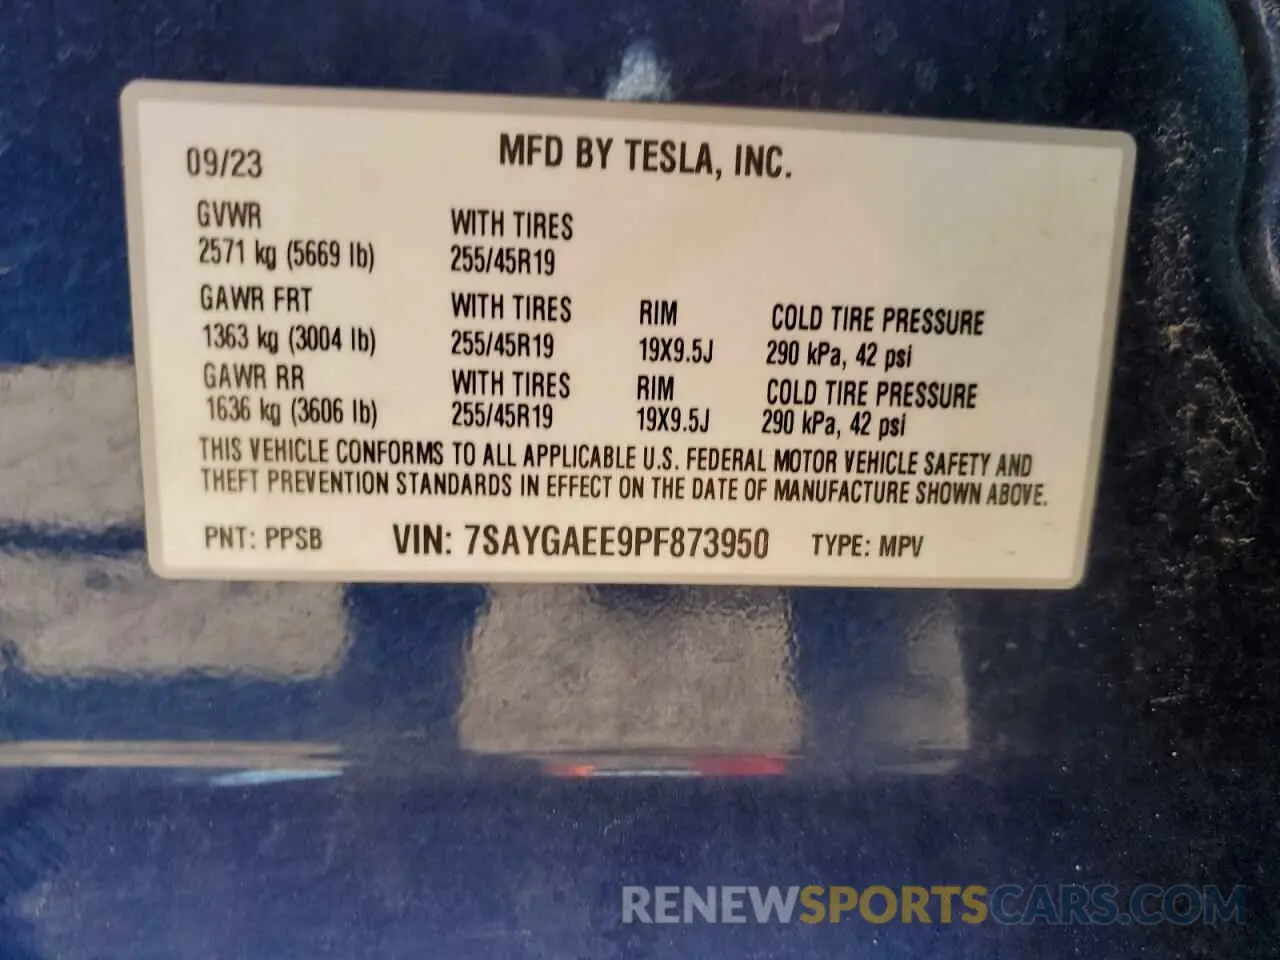 09/23 MFD BY TESLA, INC.
GVWR WITH TIRES
2571 kg (5669 lb) 255/45R19
GAWR FRT WITH TIRES RIM COLD TIRE PRESSURE
1363 kg (3004 lb) 255/45R19 19X9.5J 290 kPa, 42 psi
GAWR RR WITH TIRES RIM COLD TIRE PRESSURE
1636 kg (3606 lb) 255/45R19 19X9.5J 290 kPa, 42 psi
THIS VEHICLE CONFORMS TO ALL APPLICABLE U.S. FEDERAL MOTOR VEHICLE SAFETY AND
THEFT PREVENTION STANDARDS IN EFFECT ON THE DATE OF MANUFACTURE SHOWN ABOVE.
PNT: PPSB VIN: 7SAYGAEE9PF873950 TYPE: MPV
RENEWSPORTSCARS.COM